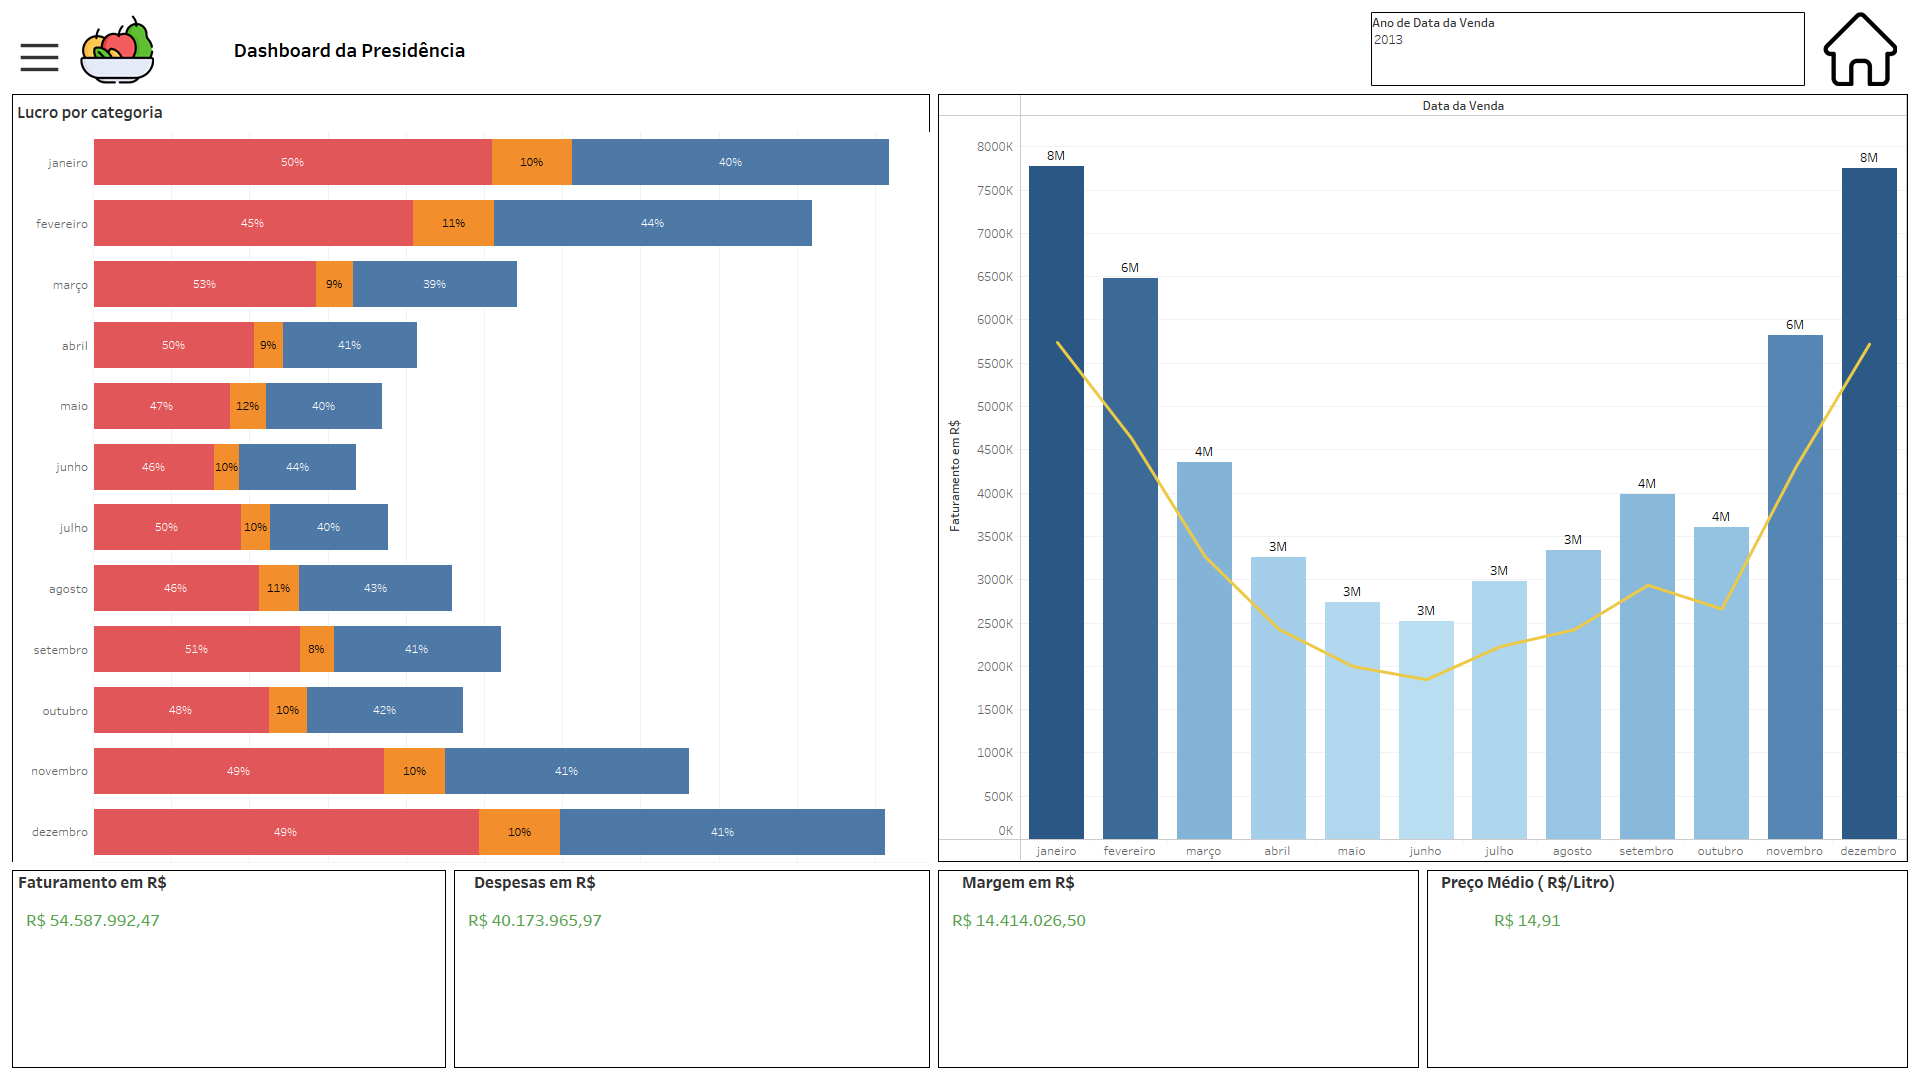 Dashboard da Presidência
Ano de Data da Venda
2013
Lucro por categoria
janeiro 50% 10% 40%
fevereiro 45% 11% 44%
março 53% 9% 39%
abril 50% 9% 41%
maio 47% 12% 40%
junho 46% 10% 44%
julho 50% 10% 40%
agosto 46% 11% 43%
setembro 51% 8% 41%
outubro 48% 10% 42%
novembro 49% 10% 41%
dezembro 49% 10% 41%
Data da Venda
Faturamento em R$
8000K
7500K
7000K
6500K
6000K
5500K
5000K
4500K
4000K
3500K
3000K
2500K
2000K
1500K
1000K
500K
0K
8M 6M 4M 3M 3M 3M 3M 3M 4M 4M 6M 8M
janeiro fevereiro março abril maio junho julho agosto setembro outubro novembro dezembro
Faturamento em R$
R$ 54.587.992,47
Despesas em R$
R$ 40.173.965,97
Margem em R$
R$ 14.414.026,50
Preço Médio ( R$/Litro)
R$ 14,91